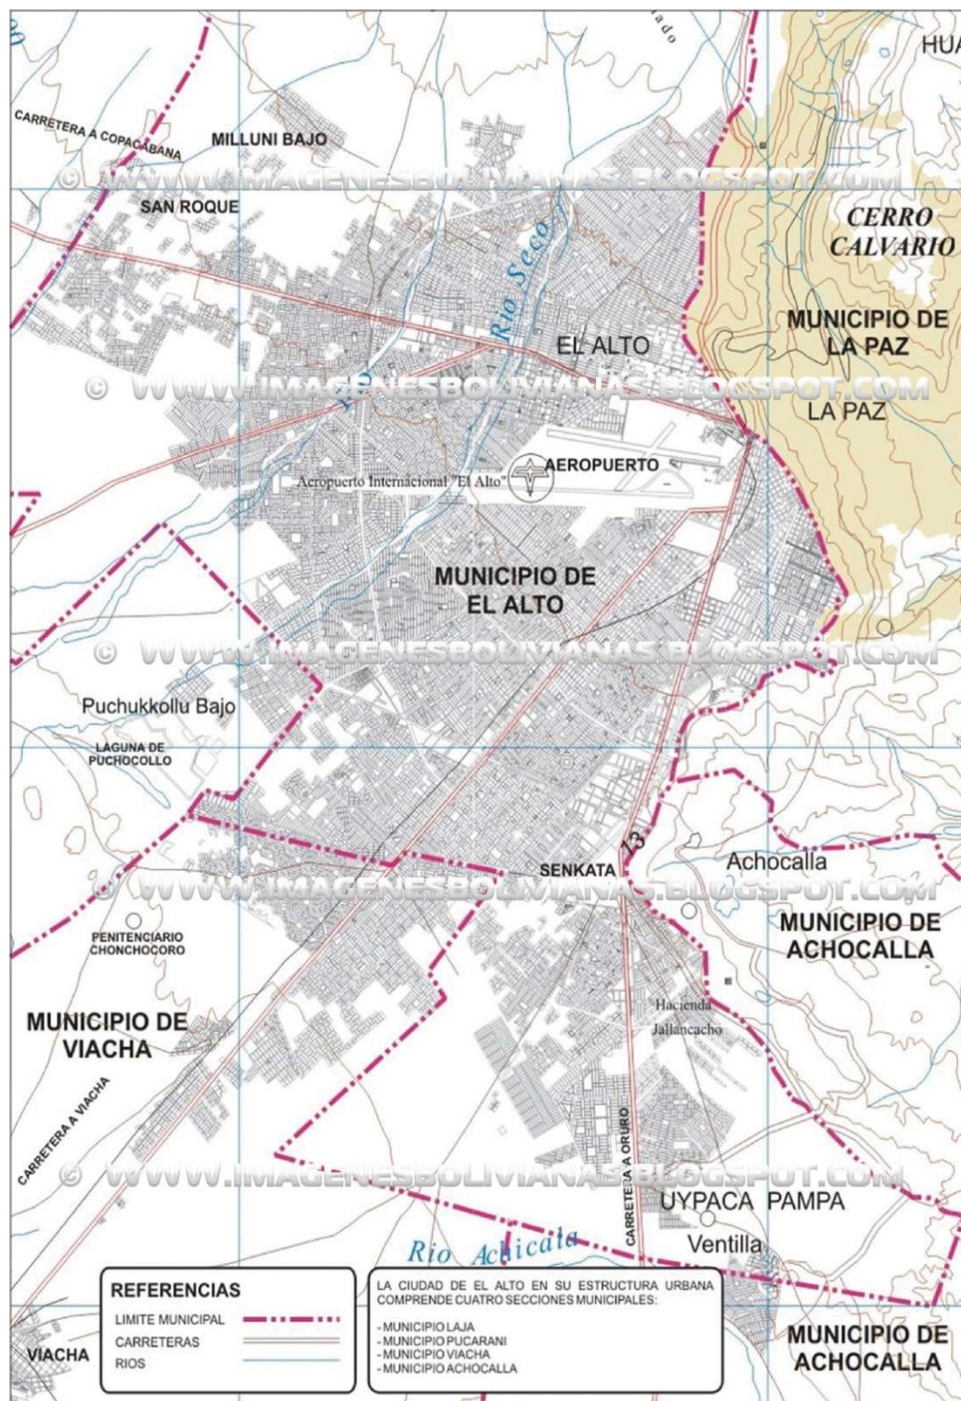 HUA
CARRETERA A COPACABANA
MILLUNI BAJO
© WWW.IMAGENESBOLIVIANAS.BLOGSPOT.COM
SAN ROQUE
CERRO
CALVARIO
Rio Seco
MUNICIPIO DE
LA PAZ
EL ALTO
© WWW.IMAGENESBOLIVIANAS.BLOGSPOT.COM
LA PAZ
AEROPUERTO
Aeropuerto Internacional "El Alto"
MUNICIPIO DE
EL ALTO
© WWW.IMAGENESBOLIVIANAS.BLOGSPOT.COM
Puchukkollu Bajo
LAGUNA DE
PUCHOCOLLO
13
Achocalla
SENKATA
© WWW.IMAGENESBOLIVIANAS.BLOGSPOT.COM
MUNICIPIO DE
ACHOCALLA
PENITENCIARIO
CHONCHOCORO
Hacienda
Jallancacho
MUNICIPIO DE
VIACHA
CARRETERA A VIACHA
CARRETERA A ORURO
© WWW.IMAGENESBOLIVIANAS.BLOGSPOT.COM
UYPACA PAMPA
Ventilla
Rio Achicala
REFERENCIAS
LIMITE MUNICIPAL
CARRETERAS
RIOS
LA CIUDAD DE EL ALTO EN SU ESTRUCTURA URBANA
COMPRENDE CUATRO SECCIONES MUNICIPALES:
- MUNICIPIO LAJA
- MUNICIPIO PUCARANI
- MUNICIPIO VIACHA
- MUNICIPIO ACHOCALLA
VIACHA
MUNICIPIO DE
ACHOCALLA